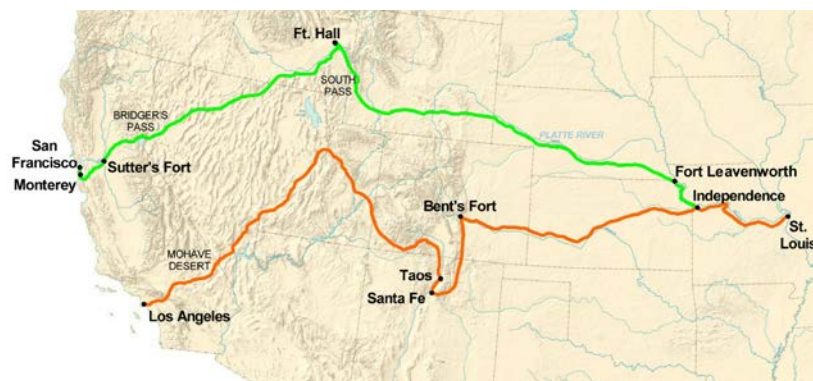 Ft. Hall
SOUTH
PASS
BRIDGER'S
PASS
PLATTE RIVER
San
Francisco
Sutter's Fort
Monterey
Fort Leavenworth
Independence
Bent's Fort
St.
Louis
MOHAVE
DESERT
Taos
Santa Fe
Los Angeles